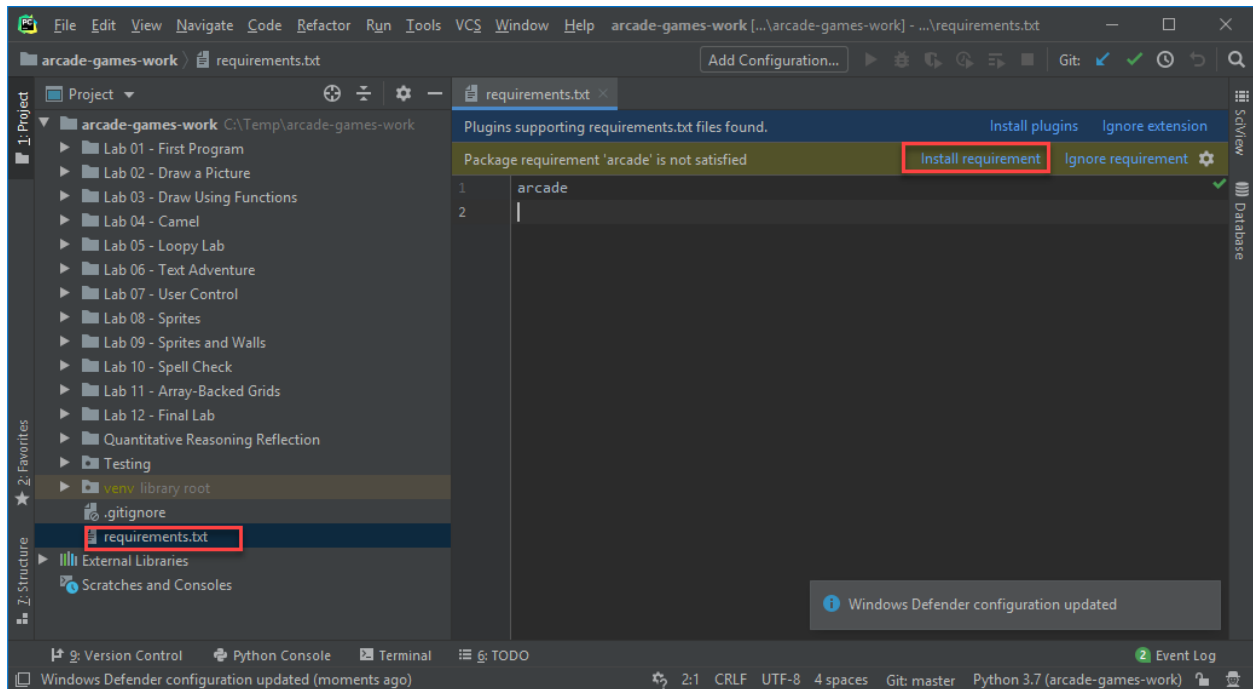 PC File Edit View Navigate Code Refactor Run Tools VCS Window Help arcade-games-work [...\arcade-games-work] - ...\requirements.txt
arcade-games-work requirements.txt Add Configuration... Git:
1: Project
Project
requirements.txt
arcade-games-work C:\Temp\arcade-games-work
Lab 01 - First Program
Lab 02 - Draw a Picture
Lab 03 - Draw Using Functions
Lab 04 - Camel
Lab 05 - Loopy Lab
Lab 06 - Text Adventure
Lab 07 - User Control
Lab 08 - Sprites
Lab 09 - Sprites and Walls
Lab 10 - Spell Check
Lab 11 - Array-Backed Grids
Lab 12 - Final Lab
Quantitative Reasoning Reflection
Testing
venv library root
.gitignore
requirements.txt
External Libraries
Scratches and Consoles
2: Favorites
7: Structure
Plugins supporting requirements.txt files found. Install plugins Ignore extension
Package requirement 'arcade' is not satisfied Install requirement Ignore requirement
1 arcade
2
SciView
Database
Windows Defender configuration updated
9: Version Control Python Console Terminal 6: TODO 2 Event Log
Windows Defender configuration updated (moments ago) 2:1 CRLF UTF-8 4 spaces Git: master Python 3.7 (arcade-games-work)